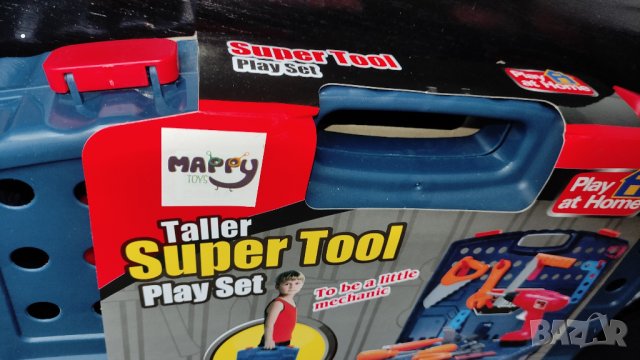 Super Tool
Play Set
Play
at Home
MAPPY
TOYS
Taller
Super Tool
Play Set
To be a little
mechanic
Play
at Home
BAZAR